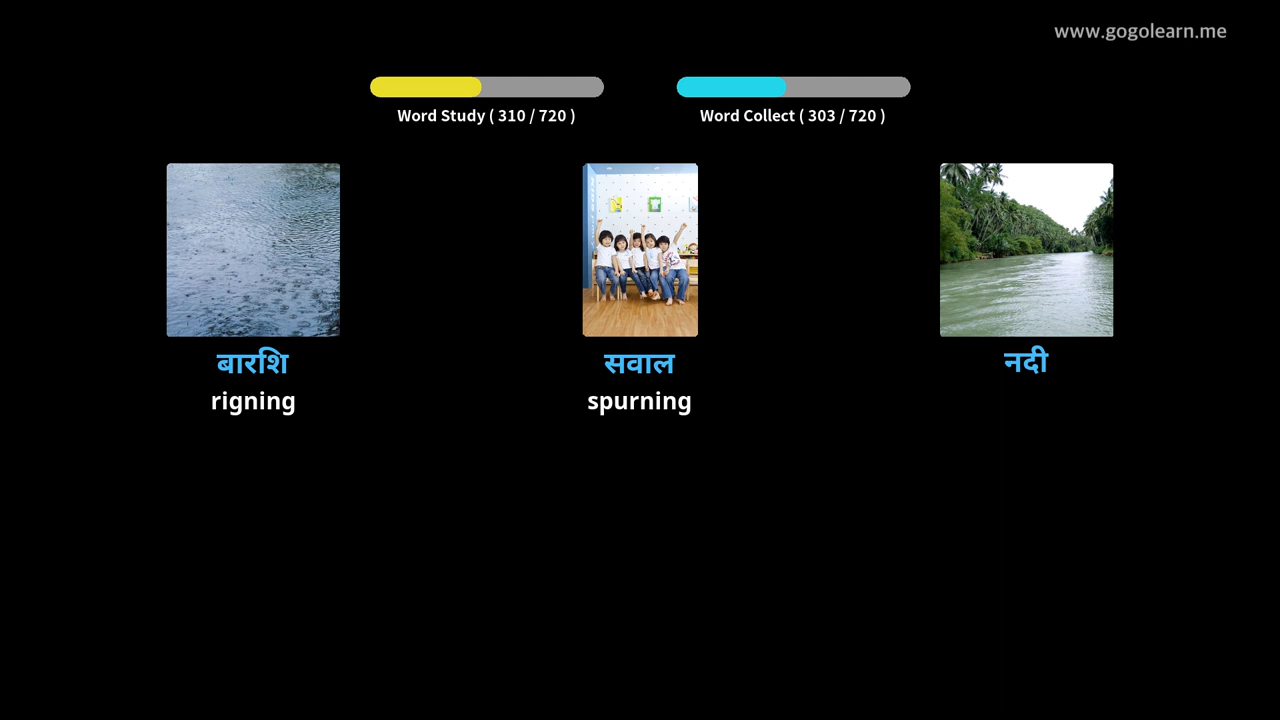 www.gogolearn.me
Word Study ( 310 / 720 )
Word Collect ( 303 / 720 )
बारिश
सवाल
नदी
rigning
spurning